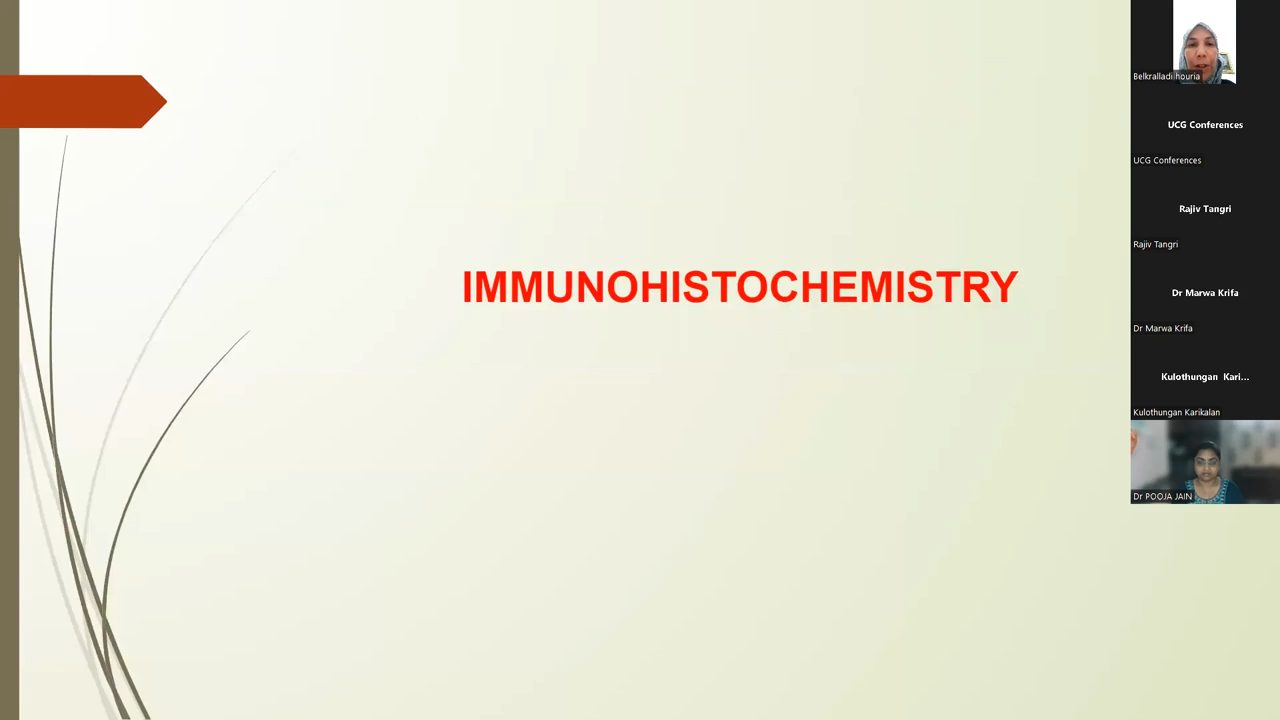 IMMUNOHISTOCHEMISTRY
Belkralladi houria
UCG Conferences
UCG Conferences
Rajiv Tangri
Rajiv Tangri
Dr Marwa Krifa
Dr Marwa Krifa
Kulothungan Kari...
Kulothungan Karikalan
Dr POOJA JAIN